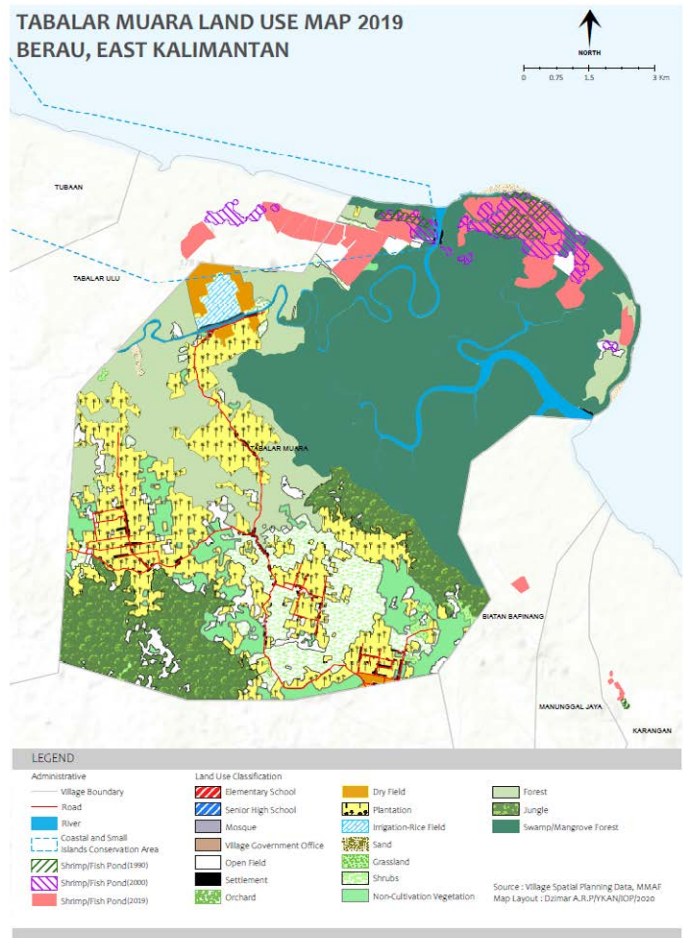 TABALAR MUARA LAND USE MAP 2019
BERAU, EAST KALIMANTAN
NORTH
0 0.75 1.5 3 Km
TUBAAN
TABALAR ULU
TABALAR MUARA
BIATAN BAPINANG
MANUNGGAL JAYA
KARANGAN
LEGEND
Administrative
Village Boundary
Road
River
Coastal and Small
Islands Conservation Area
Shrimp/Fish Pond(1990)
Shrimp/Fish Pond(2000)
Shrimp/Fish Pond(2019)
Land Use Classification
Elementary School
Senior High School
Mosque
Village Government Office
Open Field
Settlement
Orchard
Dry Field
Plantation
Irrigation-Rice Field
Sand
Grassland
Shrubs
Non-Cultivation Vegetation
Forest
Jungle
Swamp/Mangrove Forest
Source : Village Spatial Planning Data, MMAF
Map Layout : Dzimar A.R.P/YKAN/IOP/2020